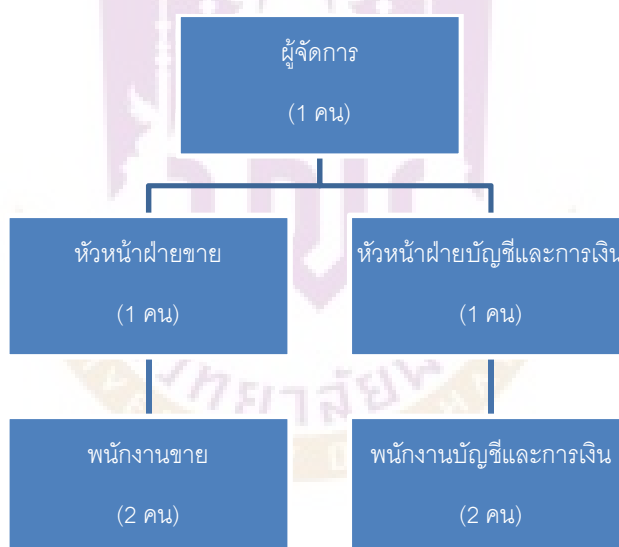 ผู้จัดการ
(1 คน)
หัวหน้าฝ่ายขาย
(1 คน)
หัวหน้าฝ่ายบัญชีและการเงิน
(1 คน)
พนักงานขาย
(2 คน)
พนักงานบัญชีและการเงิน
(2 คน)